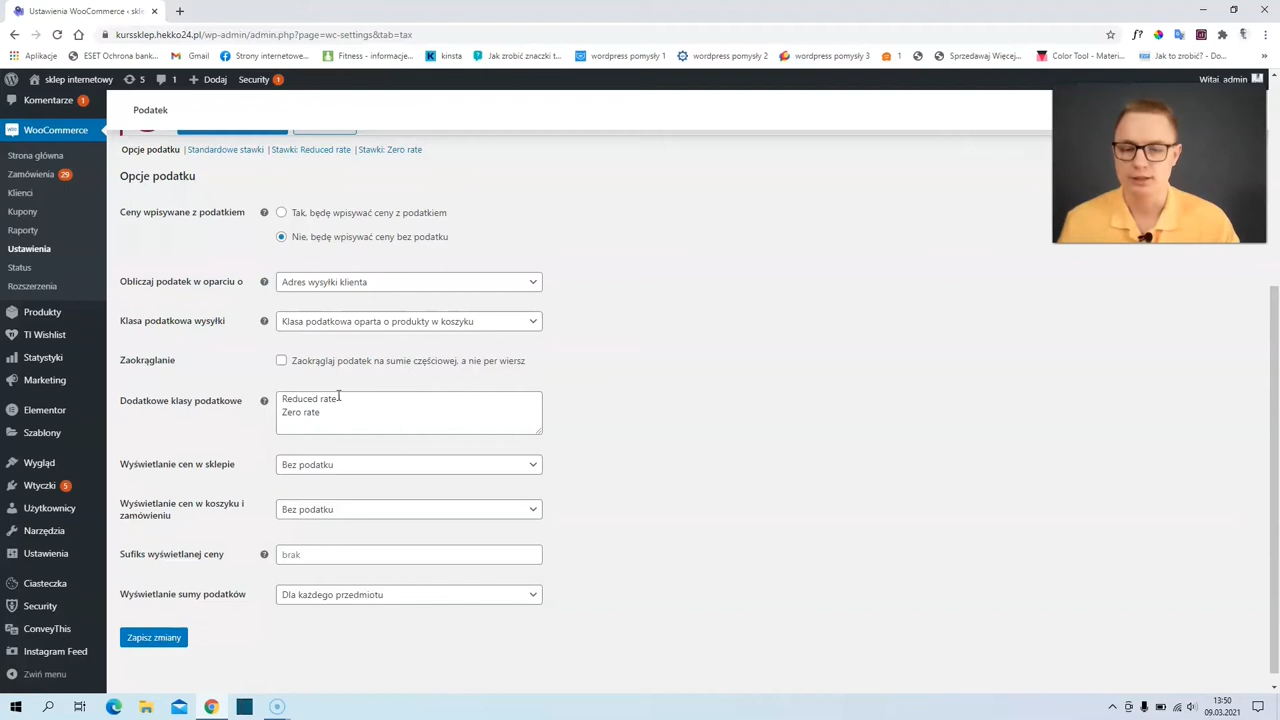 Ustawienia WooCommerce ‹ sk
kurssklep.hekko24.pl/wp-admin/admin.php?page=wc-settings&tab=tax
Aplikacje
ESET Ochrona bank...
Gmail
Strony internetowe...
Fitness - informacje...
kinsta
Jak zrobić znaczki t...
wordpress pomysły 1
wordpress pomysły 2
wordpress pomysły 3
1
Sprzedawaj Więcej,...
Color Tool - Materi...
Jak to zrobić? - Do...
sklep internetowy
5
1
Dodaj
Security 1
Witaj, admin
Komentarze 1
WooCommerce
Strona główna
Zamówienia 29
Klienci
Kupony
Raporty
Ustawienia
Status
Rozszerzenia
Produkty
TI Wishlist
Statystyki
Marketing
Elementor
Szablony
Wygląd
Wtyczki 5
Użytkownicy
Narzędzia
Ustawienia
Ciasteczka
Security
ConveyThis
Instagram Feed
Zwiń menu
Podatek
Opcje podatku | Standardowe stawki | Stawki: Reduced rate | Stawki: Zero rate
Opcje podatku
Ceny wpisywane z podatkiem
Tak, będę wpisywać ceny z podatkiem
Nie, będę wpisywać ceny bez podatku
Obliczaj podatek w oparciu o
Adres wysyłki klienta
Klasa podatkowa wysyłki
Klasa podatkowa oparta o produkty w koszyku
Zaokrąglanie
Zaokrąglaj podatek na sumie częściowej, a nie per wiersz
Dodatkowe klasy podatkowe
Reduced rate
Zero rate
Wyświetlanie cen w sklepie
Bez podatku
Wyświetlanie cen w koszyku i
zamówieniu
Bez podatku
Sufiks wyświetlanej ceny
brak
Wyświetlanie sumy podatków
Dla każdego przedmiotu
Zapisz zmiany
13:50
09.03.2021